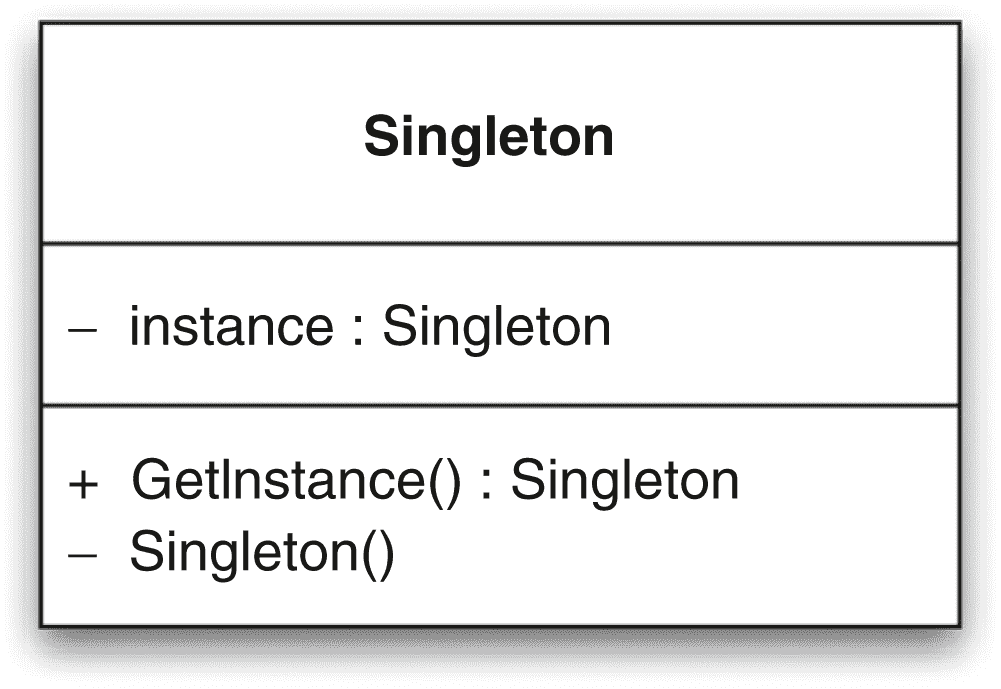 Singleton
– instance : Singleton
+ GetInstance() : Singleton
– Singleton()